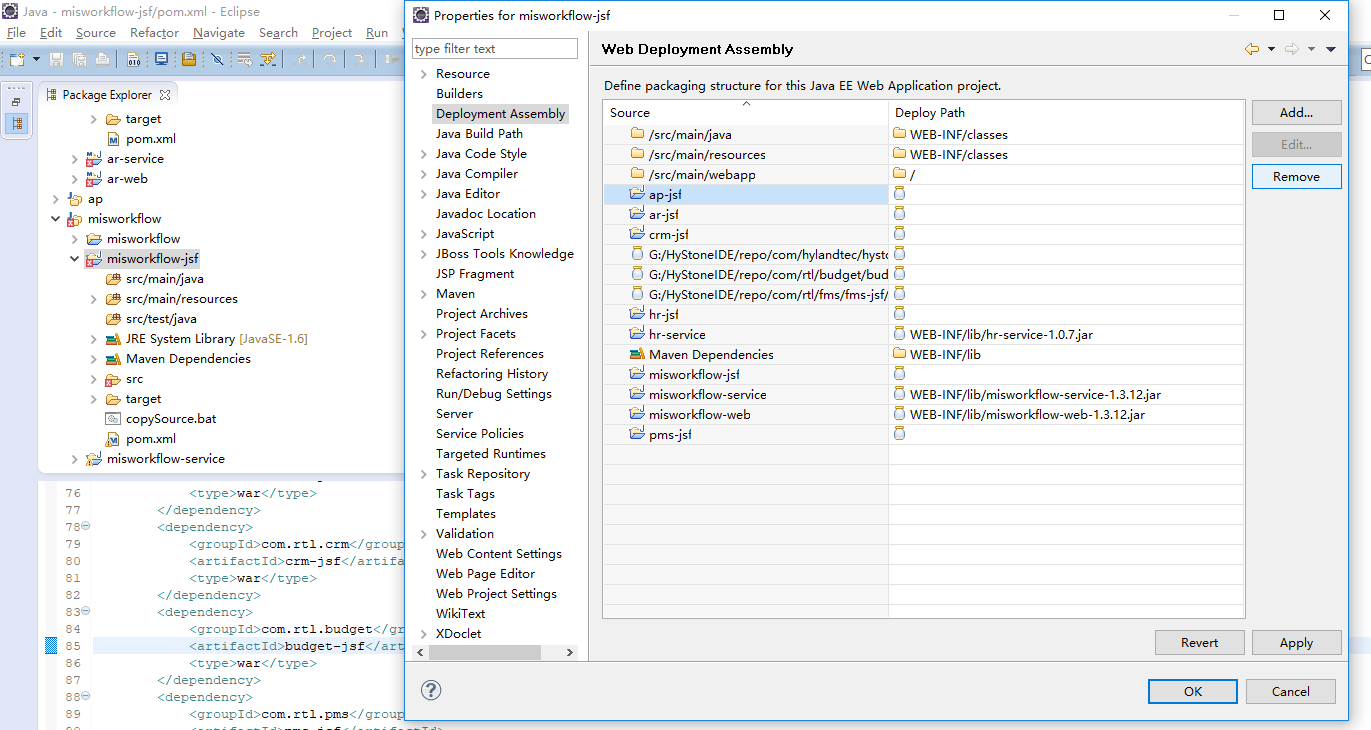 Java - misworkflow-jsf/pom.xml - Eclipse
File Edit Source Refactor Navigate Search Project Run
Package Explorer
target
pom.xml
ar-service
ar-web
ap
misworkflow
misworkflow
misworkflow-jsf
src/main/java
src/main/resources
src/test/java
JRE System Library [JavaSE-1.6]
Maven Dependencies
src
target
copySource.bat
pom.xml
misworkflow-service
76 <type>war</type>
77 </dependency>
78 <dependency>
79 <groupId>com.rtl.crm</group
80 <artifactId>crm-jsf</artifa
81 <type>war</type>
82 </dependency>
83 <dependency>
84 <groupId>com.rtl.budget</gr
85 <artifactId>budget-jsf</art
86 <type>war</type>
87 </dependency>
88 <dependency>
89 <groupId>com.rtl.pms</group
Properties for misworkflow-jsf
type filter text
Resource
Builders
Deployment Assembly
Java Build Path
Java Code Style
Java Compiler
Java Editor
Javadoc Location
JavaScript
JBoss Tools Knowledge
JSP Fragment
Maven
Project Archives
Project Facets
Project References
Refactoring History
Run/Debug Settings
Server
Service Policies
Targeted Runtimes
Task Repository
Task Tags
Templates
Validation
Web Content Settings
Web Page Editor
Web Project Settings
WikiText
XDoclet
Web Deployment Assembly
Define packaging structure for this Java EE Web Application project.
Source Deploy Path
/src/main/java WEB-INF/classes
/src/main/resources WEB-INF/classes
/src/main/webapp /
ap-jsf
ar-jsf
crm-jsf
G:/HyStoneIDE/repo/com/hylandtec/hysto
G:/HyStoneIDE/repo/com/rtl/budget/bud
G:/HyStoneIDE/repo/com/rtl/fms/fms-jsf/
hr-jsf
hr-service WEB-INF/lib/hr-service-1.0.7.jar
Maven Dependencies WEB-INF/lib
misworkflow-jsf
misworkflow-service WEB-INF/lib/misworkflow-service-1.3.12.jar
misworkflow-web WEB-INF/lib/misworkflow-web-1.3.12.jar
pms-jsf
Add...
Edit...
Remove
Revert Apply
OK Cancel